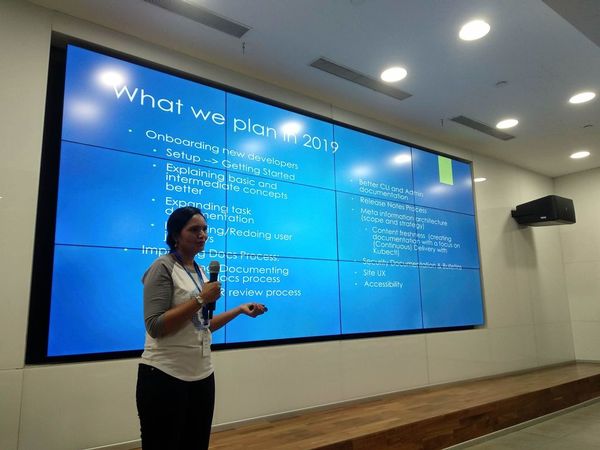 What we plan in 2019
Onboarding new developers
Setup --> Getting Started
Explaining basic and
intermediate concepts
better
Expanding task
documentation
/Redoing user
Docs Process:
Documenting
docs process
& review process
Better CLI and Admin
documentation
Release Notes Process
Meta information architecture
(scope and strategy)
Content freshness (creating
documentation with a focus on
(Continuous) Delivery with
Kubectl)
Security Documentation &
Site UX
Accessibility